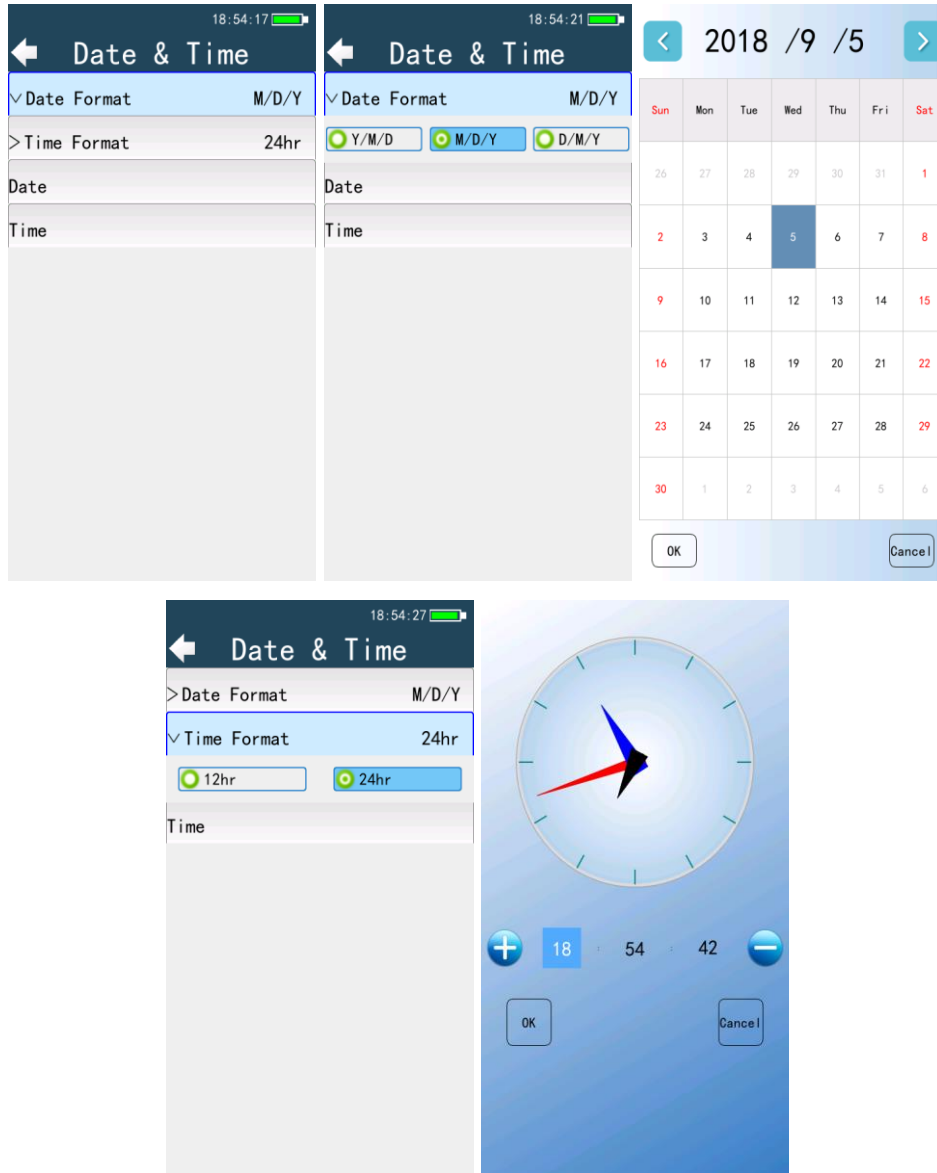 18:54:17
Date & Time
∨Date Format M/D/Y
>Time Format 24hr
Date
Time
18:54:21
Date & Time
∨Date Format M/D/Y
Y/M/D M/D/Y D/M/Y
Date
Time
< 2018 /9 /5 >
Sun Mon Tue Wed Thu Fri Sat
26 27 28 29 30 31 1
2 3 4 5 6 7 8
9 10 11 12 13 14 15
16 17 18 19 20 21 22
23 24 25 26 27 28 29
30 1 2 3 4 5 6
OK Cancel
18:54:27
Date & Time
>Date Format M/D/Y
∨Time Format 24hr
12hr 24hr
Time
18 : 54 : 42
OK Cancel